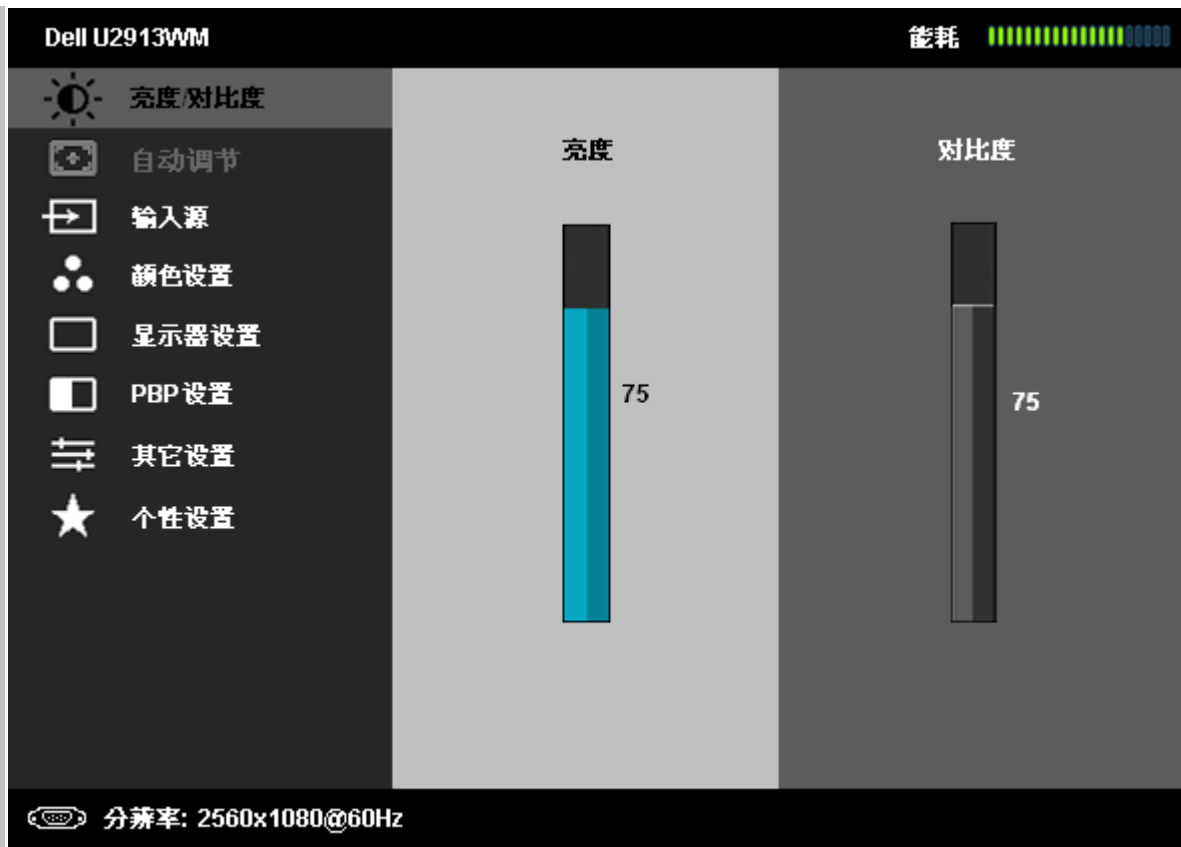 Dell U2913WM
能耗
亮度/对比度
自动调节
输入源
颜色设置
显示器设置
PBP 设置
其它设置
个性设置
亮度
75
对比度
75
分辨率: 2560x1080@60Hz